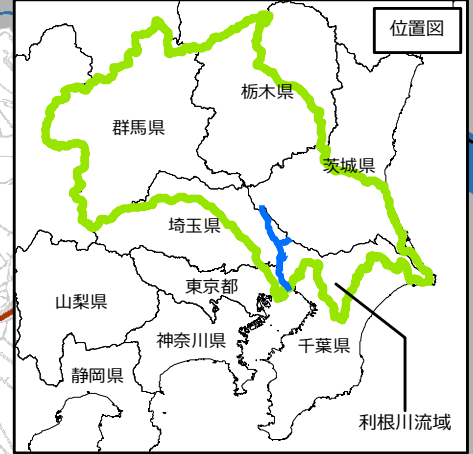 位置図
栃木県
群馬県
茨城県
埼玉県
東京都
山梨県
神奈川県
千葉県
静岡県
利根川流域